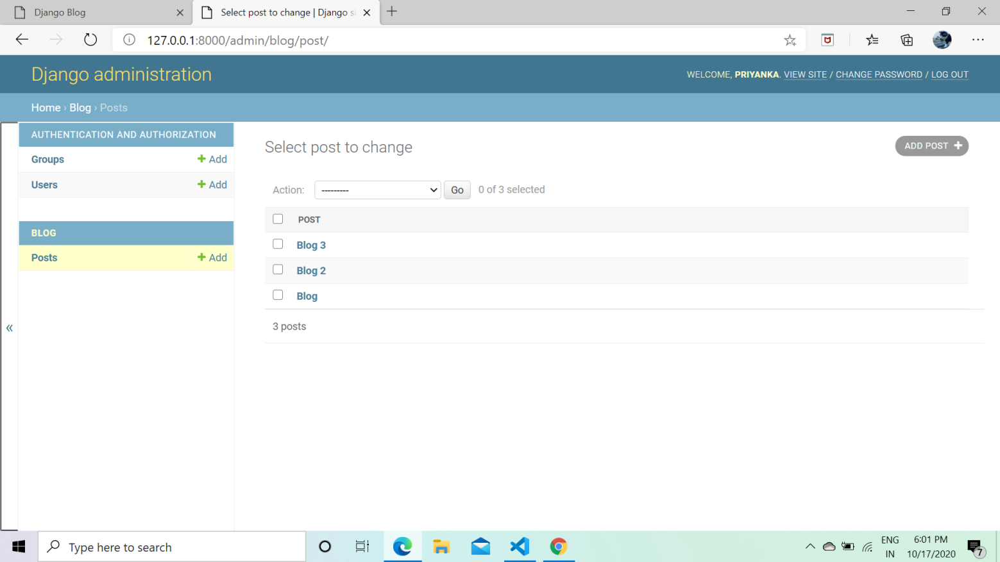 Django Blog
Select post to change | Django si
127.0.0.1:8000/admin/blog/post/
Django administration
WELCOME, PRIYANKA. VIEW SITE / CHANGE PASSWORD / LOG OUT
Home › Blog › Posts
AUTHENTICATION AND AUTHORIZATION
Groups + Add
Users + Add
BLOG
Posts + Add
«
Select post to change
ADD POST +
Action: --------- Go 0 of 3 selected
POST
Blog 3
Blog 2
Blog
3 posts
Type here to search
ENG
IN
6:01 PM
10/17/2020
7